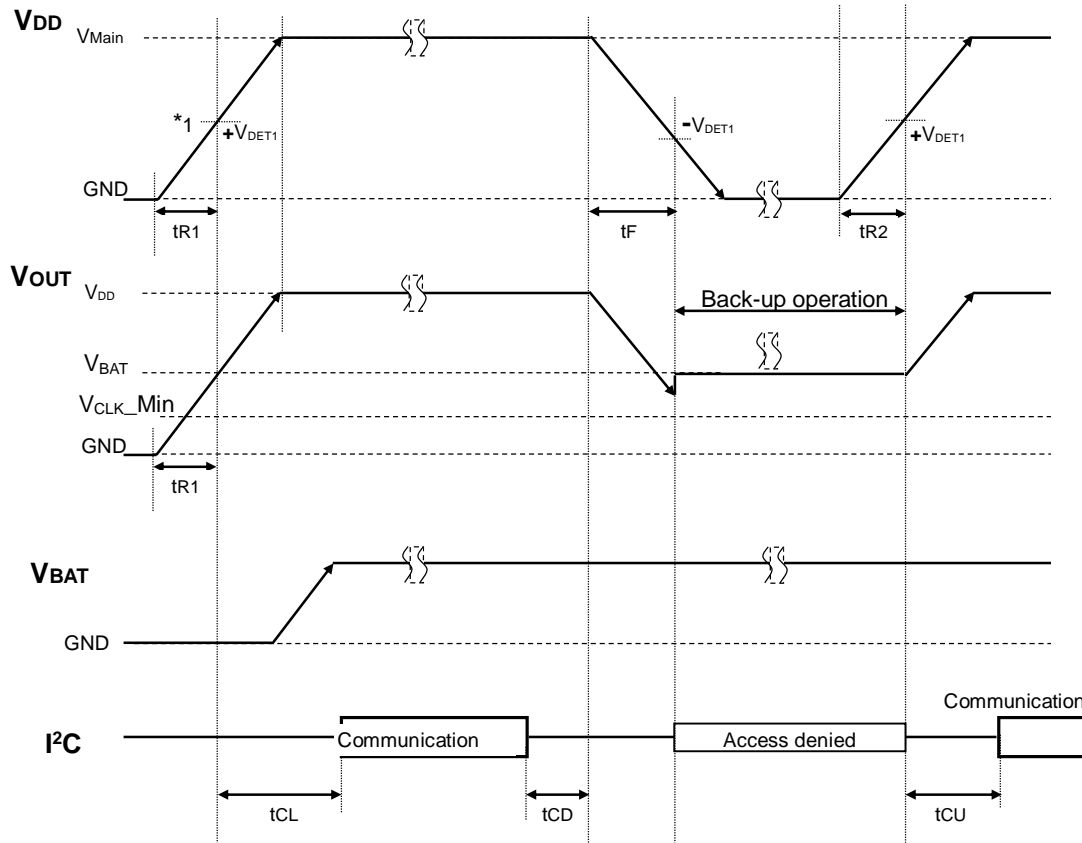 VDD
VMain
*1
+VDET1
-VDET1
+VDET1
GND
tR1
tF
tR2
VOUT
VDD
Back-up operation
VBAT
VCLK_Min
GND
tR1
VBAT
GND
Communication
I²C
Communication
Access denied
tCL
tCD
tCU